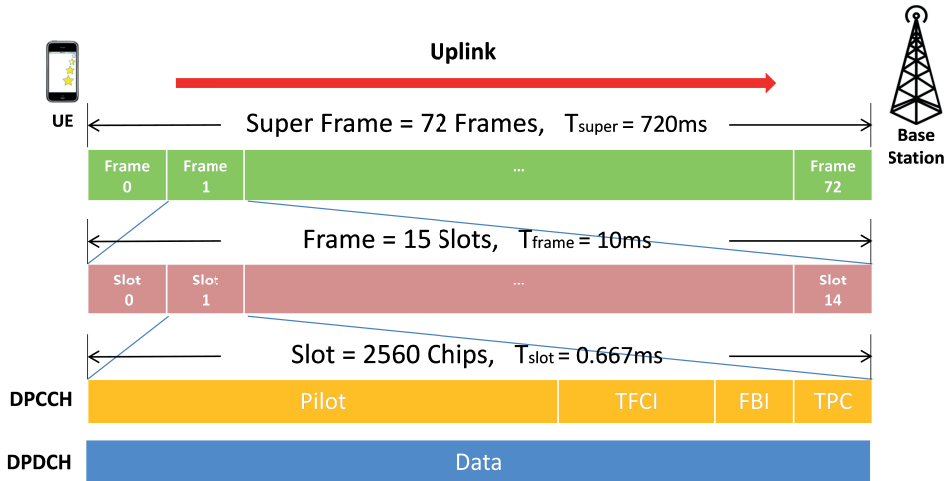 Uplink
UE
Base
Station
Super Frame = 72 Frames, Tsuper = 720ms
Frame
0
Frame
1
...
Frame
72
Frame = 15 Slots, Tframe = 10ms
Slot
0
Slot
1
...
Slot
14
Slot = 2560 Chips, Tslot = 0.667ms
DPCCH Pilot TFCI FBI TPC
DPDCH Data